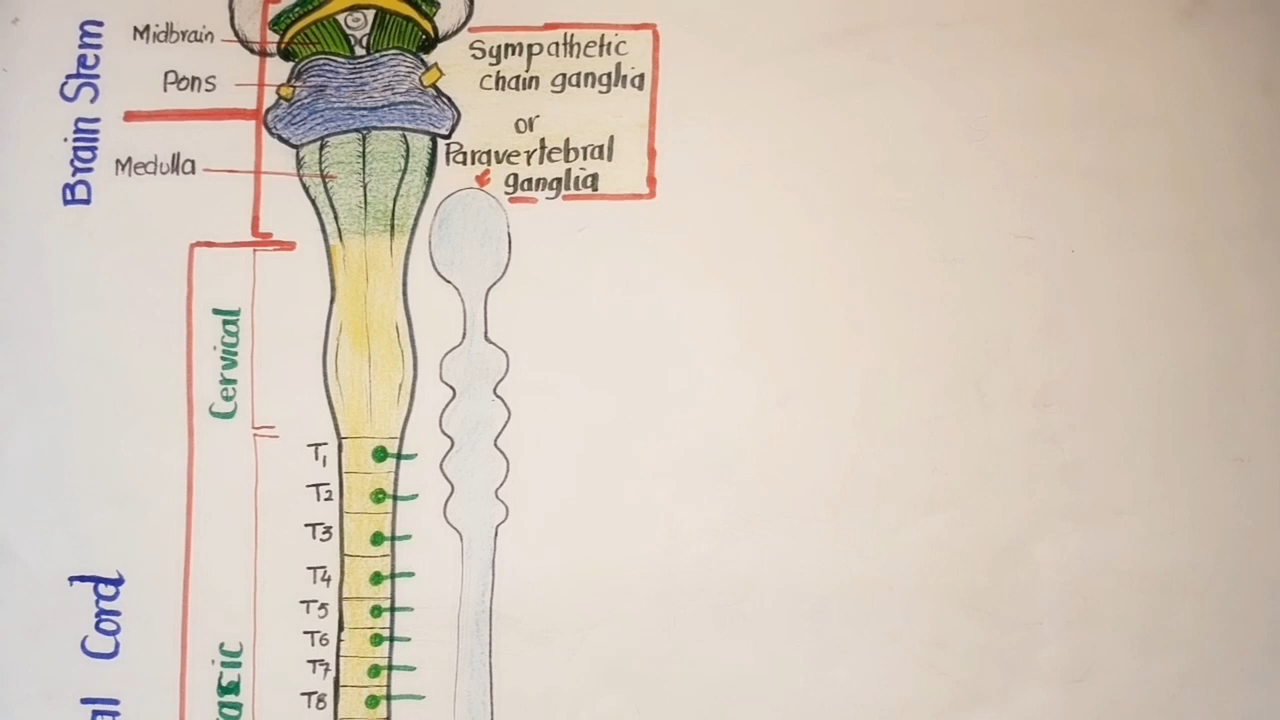 Brain Stem
Midbrain
Pons
Medulla
Sympathetic
chain ganglia
or
Paravertebral
ganglia
Cervical
T1
T2
T3
T4
T5
T6
T7
T8
Cord